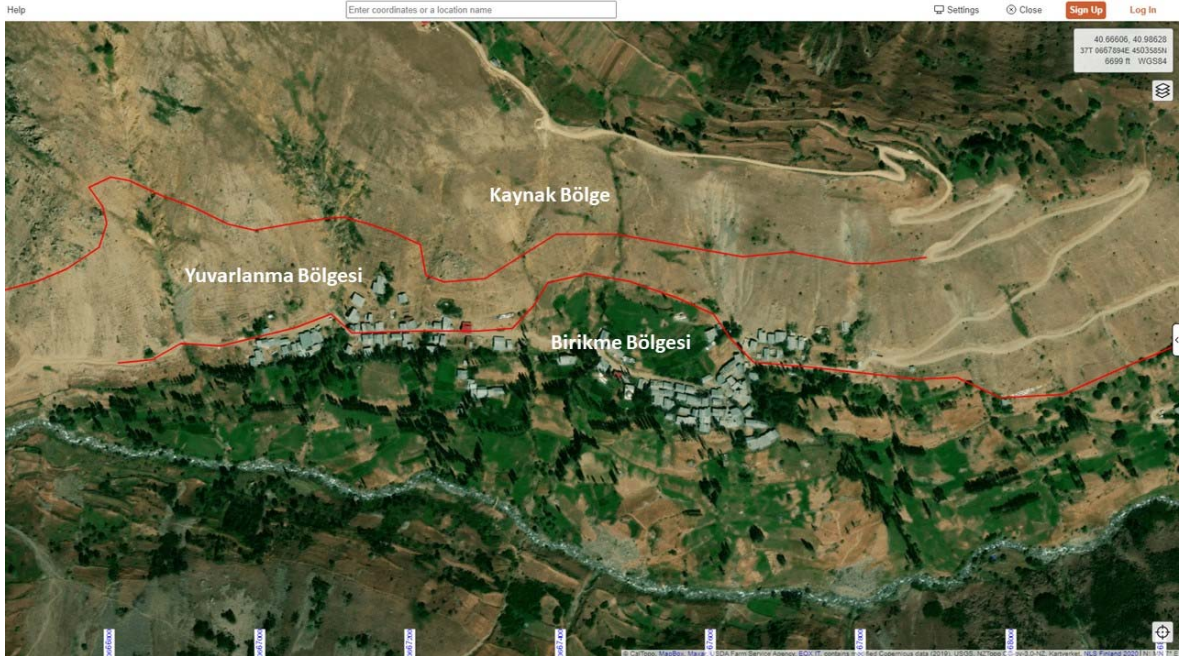 Help
Enter coordinates or a location name
Settings
Close
Sign Up
Log In
40.66606, 40.98628
37T 0667894E 4503585N
6699 ft WGS84
Kaynak Bölge
Yuvarlanma Bölgesi
Birikme Bölgesi